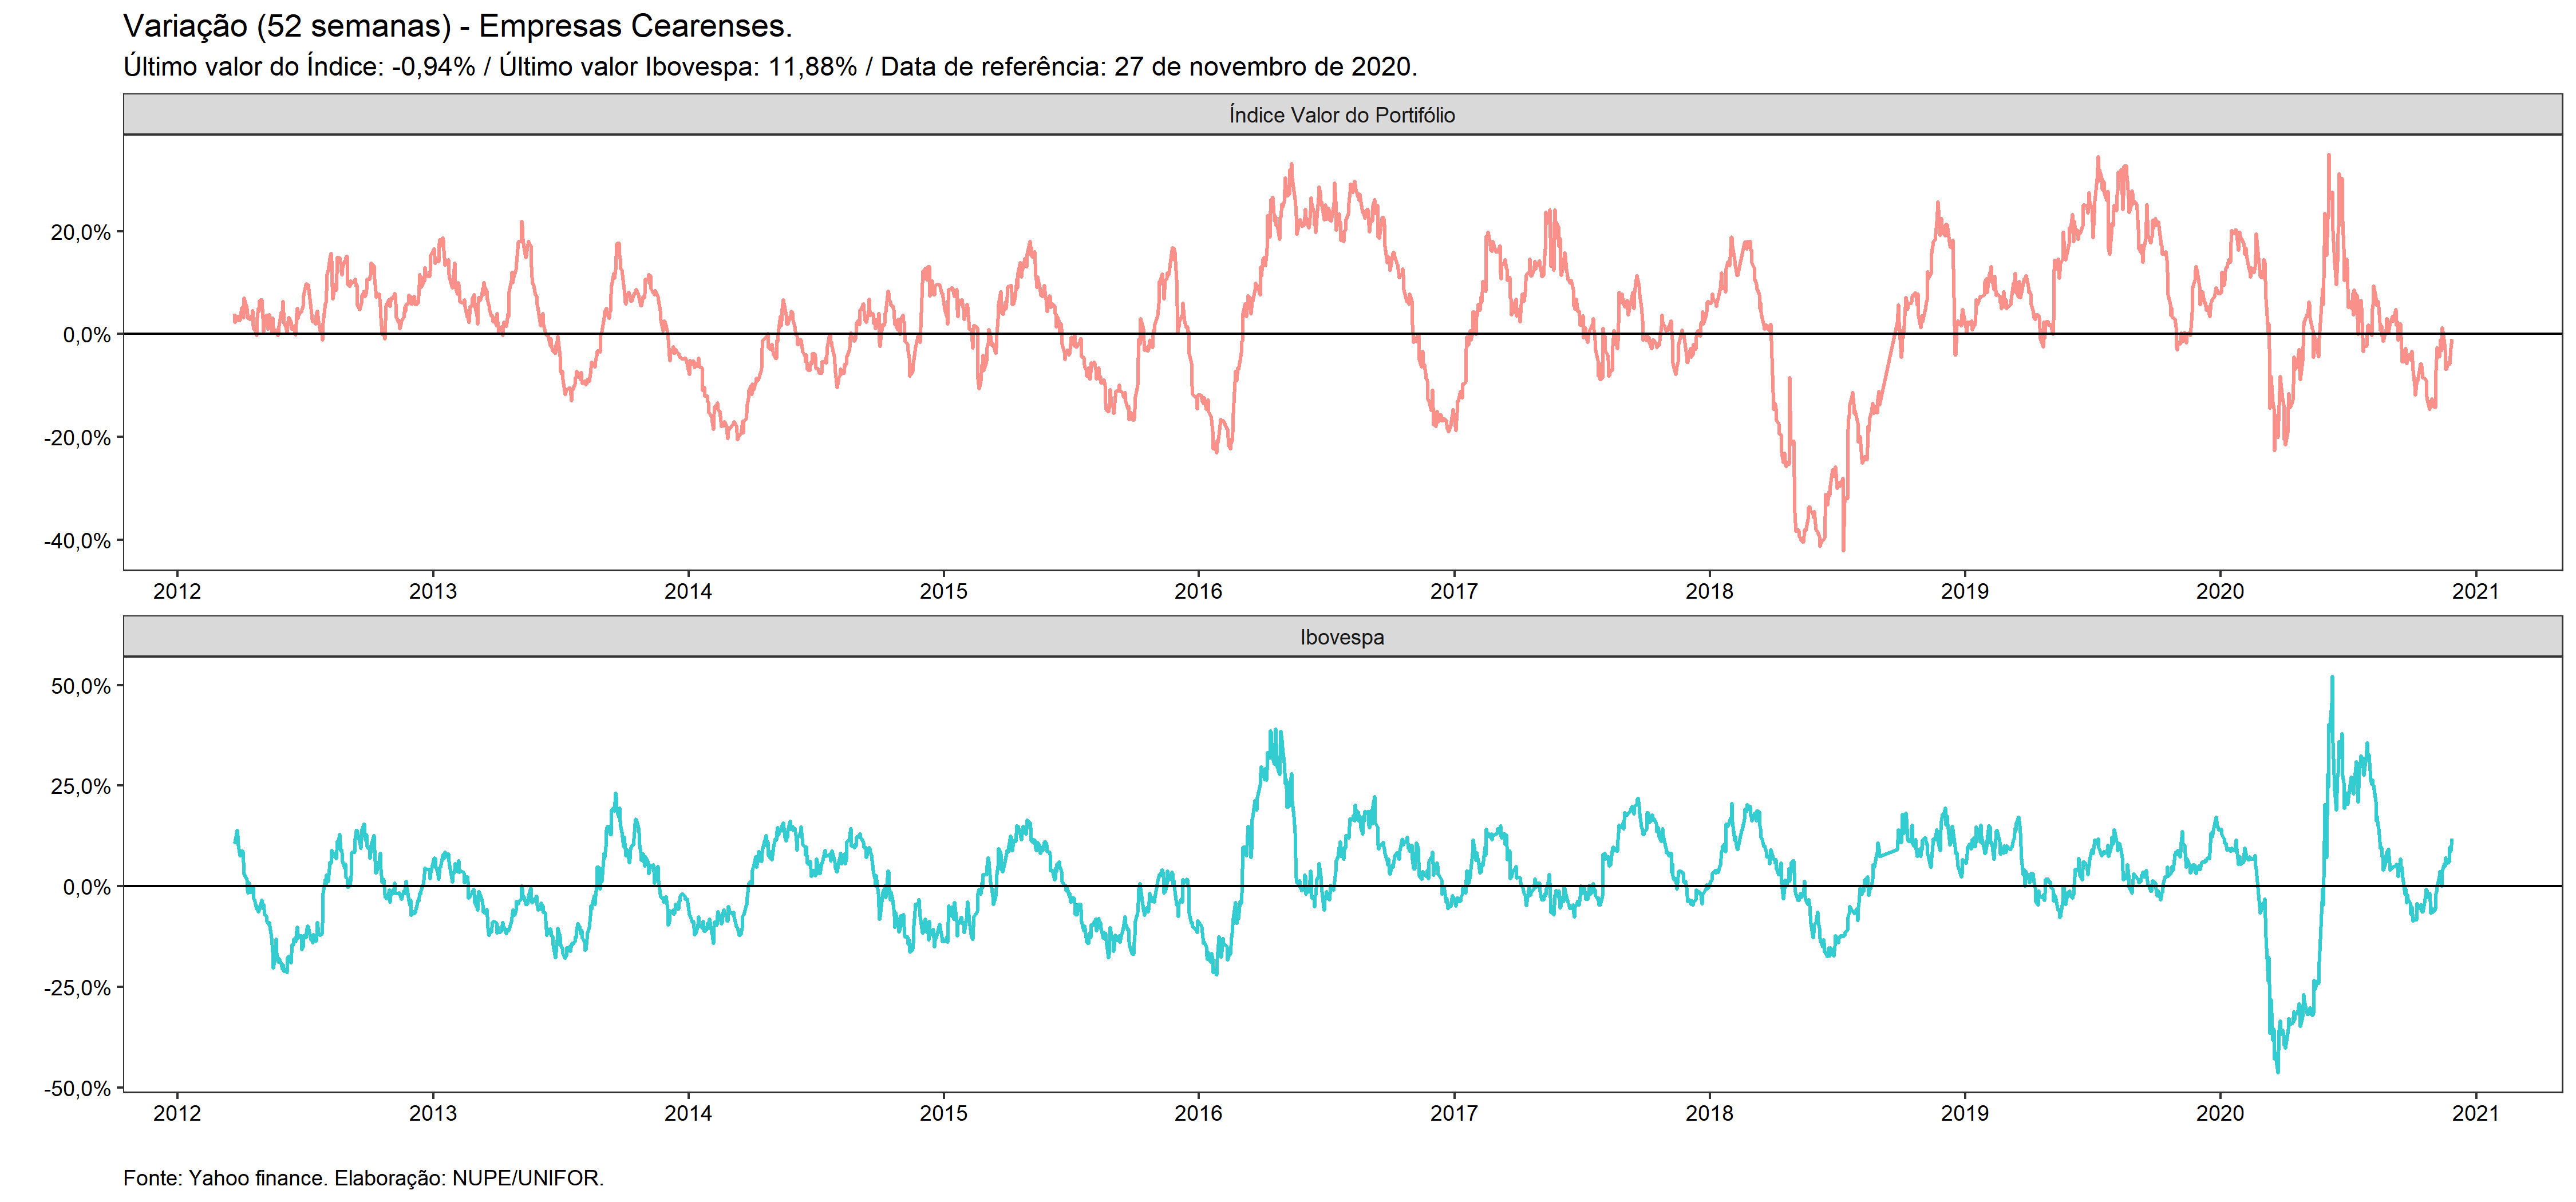 Variação (52 semanas) - Empresas Cearenses.
Último valor do Índice: -0,94% / Último valor Ibovespa: 11,88% / Data de referência: 27 de novembro de 2020.
Índice Valor do Portifólio
20,0%
0,0%
-20,0%
-40,0%
2012 2013 2014 2015 2016 2017 2018 2019 2020 2021
Ibovespa
50,0%
25,0%
0,0%
-25,0%
-50,0%
2012 2013 2014 2015 2016 2017 2018 2019 2020 2021
Fonte: Yahoo finance. Elaboração: NUPE/UNIFOR.